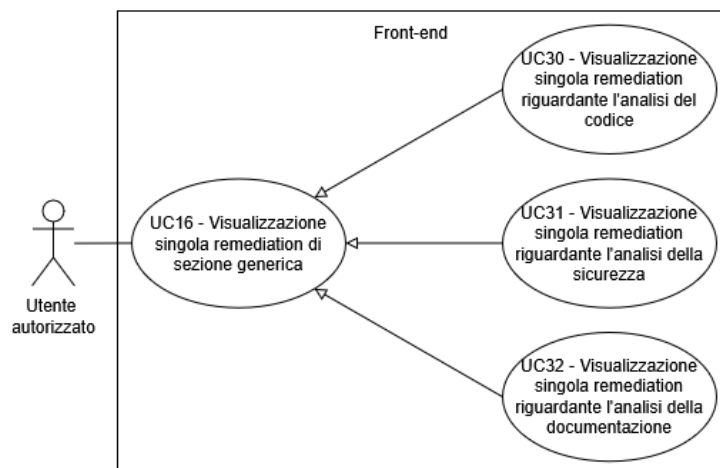 Front-end
UC30 - Visualizzazione
singola remediation
riguardante l'analisi del
codice
UC16 - Visualizzazione
singola remediation di
sezione generica
UC31 - Visualizzazione
singola remediation
riguardante l'analisi della
sicurezza
Utente
autorizzato
UC32 - Visualizzazione
singola remediation
riguardante l'analisi della
documentazione